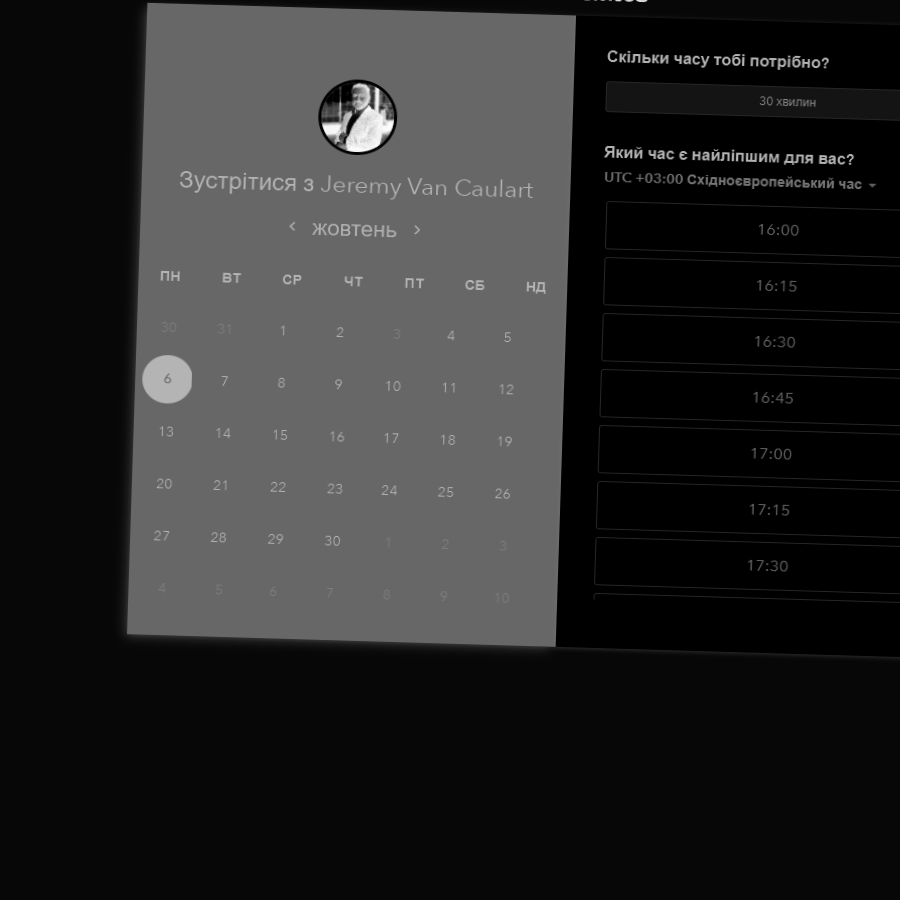 Зустрітися з Jeremy Van Caulart
жовтень
ПН ВТ СР ЧТ ПТ СБ НД
30 31 1 2 3 4 5
6 7 8 9 10 11 12
13 14 15 16 17 18 19
20 21 22 23 24 25 26
27 28 29 30 1 2 3
4 5 6 7 8 9 10
Скільки часу тобі потрібно?
30 хвилин
Який час є найліпшим для вас?
UTC +03:00 Східноєвропейський час
16:00
16:15
16:30
16:45
17:00
17:15
17:30